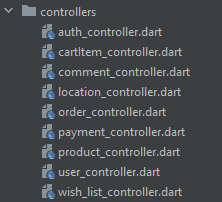 controllers
auth_controller.dart
cartItem_controller.dart
comment_controller.dart
location_controller.dart
order_controller.dart
payment_controller.dart
product_controller.dart
user_controller.dart
wish_list_controller.dart